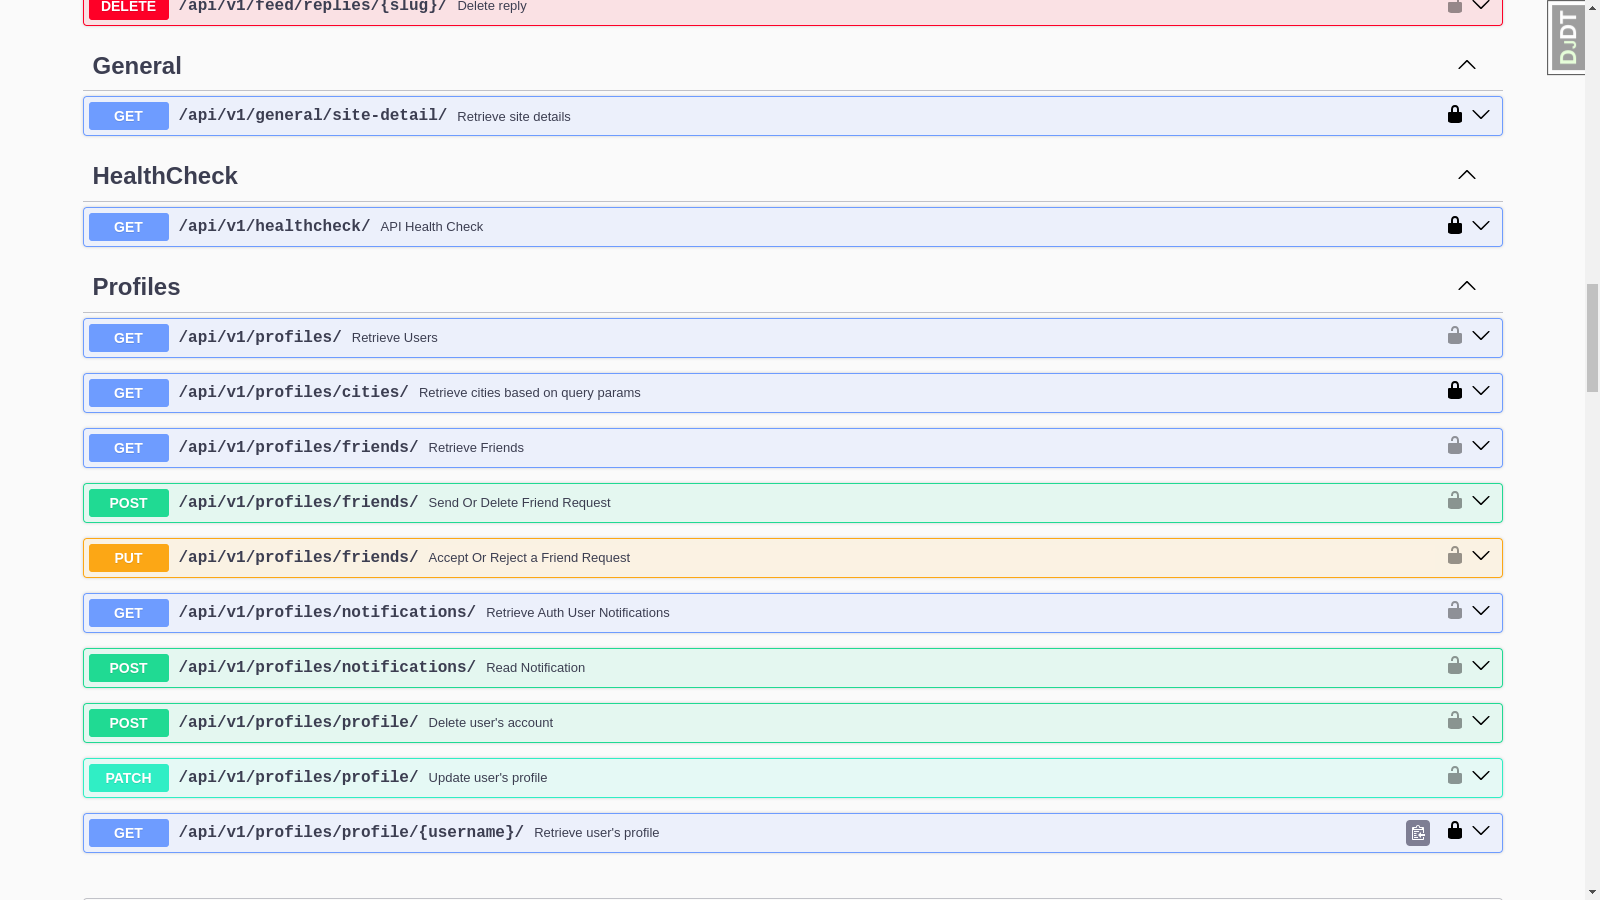 DELETE /api/v1/feed/replies/{slug}/ Delete reply
DJDT
General
GET /api/v1/general/site-detail/ Retrieve site details
HealthCheck
GET /api/v1/healthcheck/ API Health Check
Profiles
GET /api/v1/profiles/ Retrieve Users
GET /api/v1/profiles/cities/ Retrieve cities based on query params
GET /api/v1/profiles/friends/ Retrieve Friends
POST /api/v1/profiles/friends/ Send Or Delete Friend Request
PUT /api/v1/profiles/friends/ Accept Or Reject a Friend Request
GET /api/v1/profiles/notifications/ Retrieve Auth User Notifications
POST /api/v1/profiles/notifications/ Read Notification
POST /api/v1/profiles/profile/ Delete user's account
PATCH /api/v1/profiles/profile/ Update user's profile
GET /api/v1/profiles/profile/{username}/ Retrieve user's profile